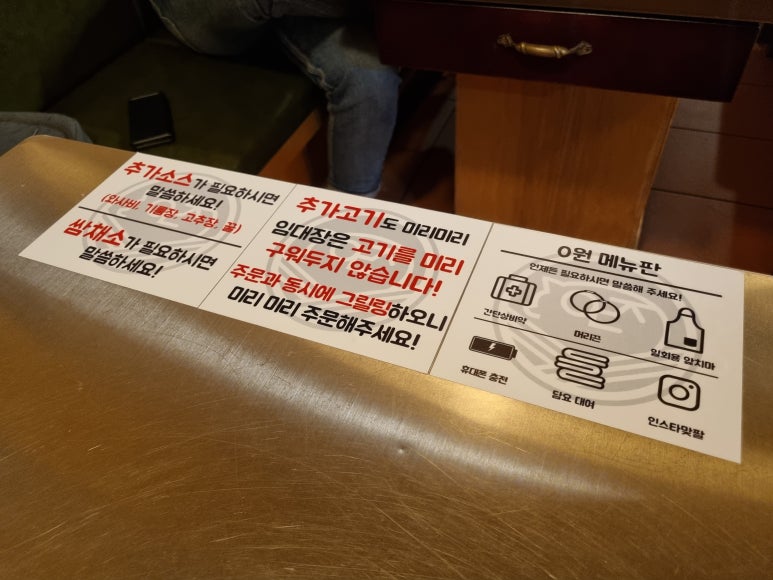 추가소스가 필요하시면
말씀하세요!
(와사비, 기름장, 고추장, 꿀)
쌈채소가 필요하시면
말씀하세요!
추가고기도 미리미리
임대장은 고기를 미리
구워두지 않습니다!
주문과 동시에 그릴링하오니
미리 미리 주문해주세요!
0원 메뉴판
언제든 필요하시면 말씀해 주세요!
간단상비약
머리끈
일회용 앞치마
휴대폰 충전
담요 대여
인스타맞팔